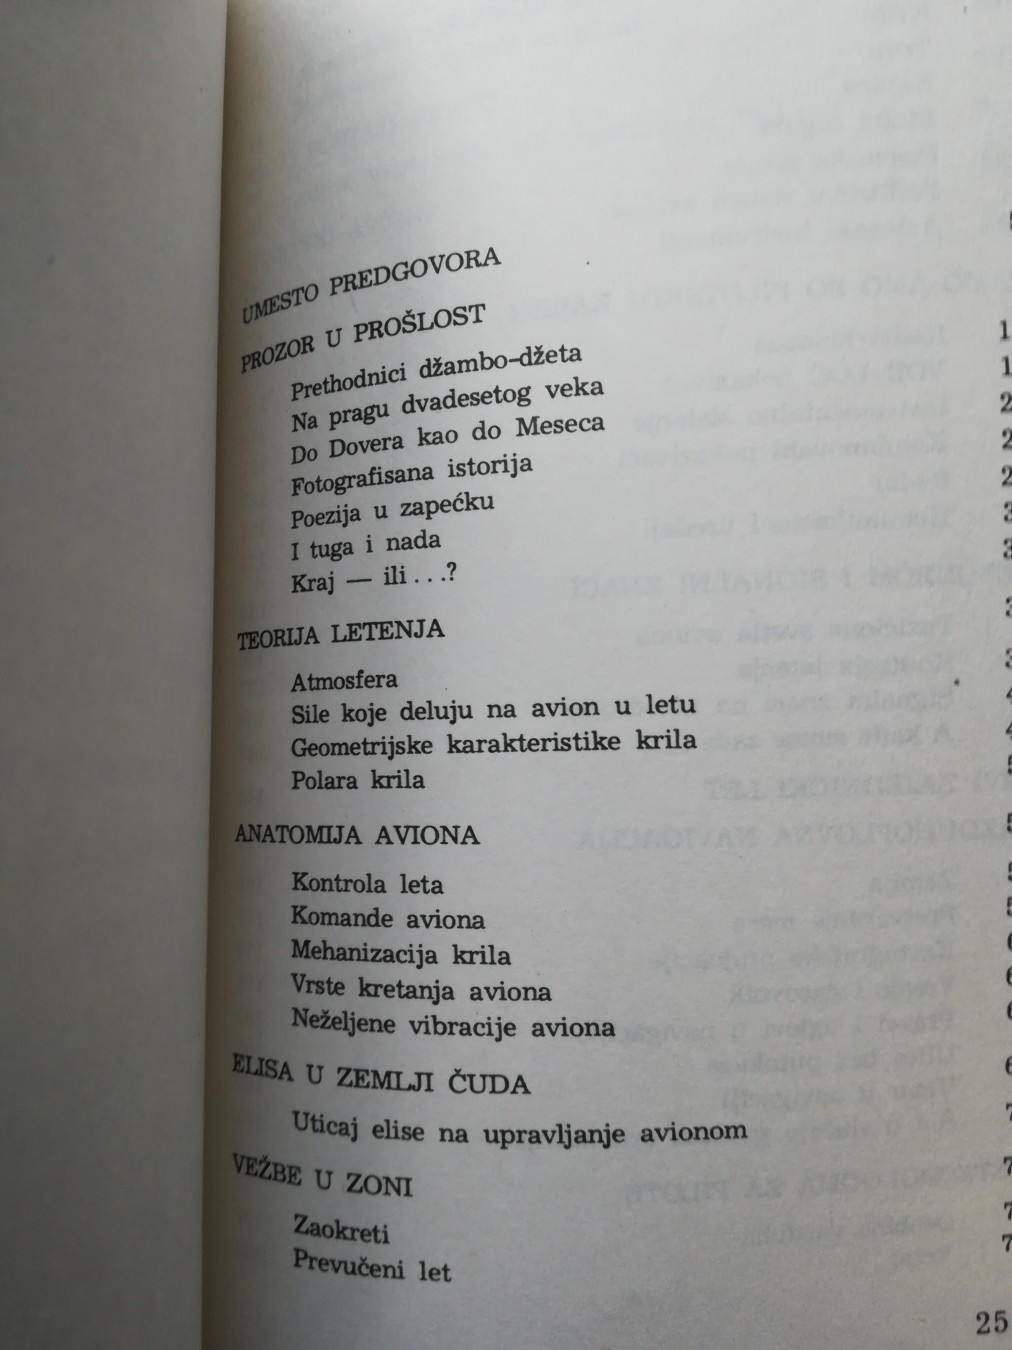 UMESTO PREDGOVORA
PROZOR U PROŠLOST
Prethodnici džambo-džeta
Na pragu dvadesetog veka
Do Dovera kao do Meseca
Fotografisana istorija
Poezija u zapećku
I tuga i nada
Kraj — ili . . .?
TEORIJA LETENJA
Atmosfera
Sile koje deluju na avion u letu
Geometrijske karakteristike krila
Polara krila
ANATOMIJA AVIONA
Kontrola leta
Komande aviona
Mehanizacija krila
Vrste kretanja aviona
Neželjene vibracije aviona
ELISA U ZEMLJI ČUDA
Uticaj elise na upravljanje avionom
VEŽBE U ZONI
Zaokreti
Prevučeni let
25